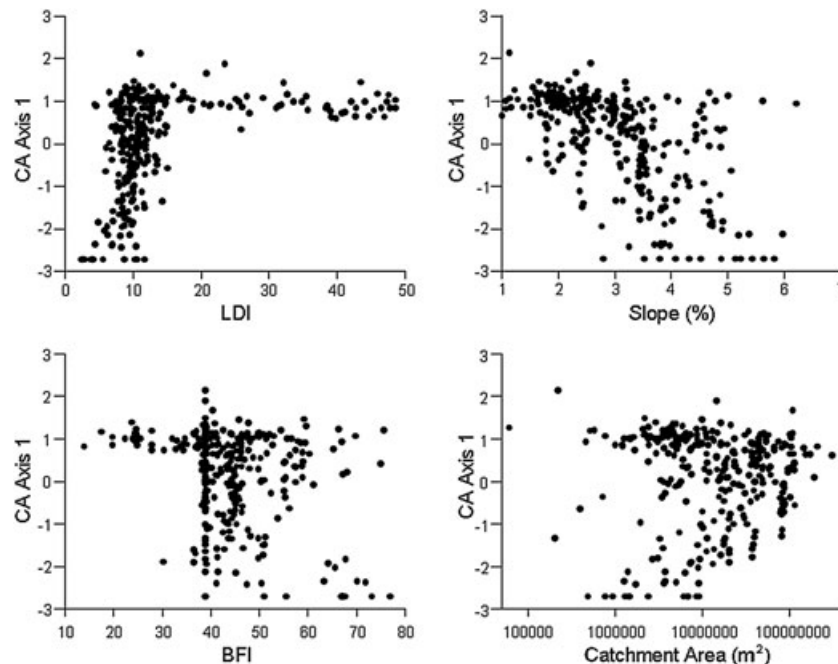 3
2
1
0
-1
-2
-3
CA Axis 1
0 10 20 30 40 50
LDI
3
2
1
0
-1
-2
-3
CA Axis 1
1 2 3 4 5 6 7
Slope (%)
3
2
1
0
-1
-2
-3
CA Axis 1
10 20 30 40 50 60 70 80
BFI
3
2
1
0
-1
-2
-3
CA Axis 1
100000 1000000 10000000 100000000
Catchment Area (m²)